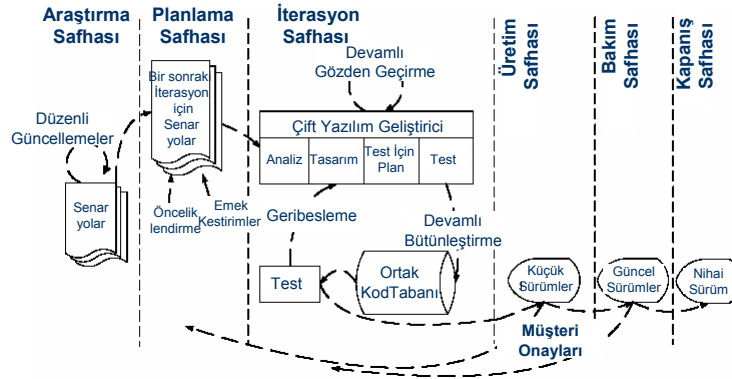 Araştırma
Safhası
Planlama
Safhası
İterasyon
Safhası
Üretim
Safhası
Bakım
Safhası
Kapanış
Safhası
Düzenli
Güncellemeler
Senar
yolar
Bir sonraki
İterasyon
için
Senar
yolar
Öncelik
lendirme
Emek
Kestirimler
Devamlı
Gözden Geçirme
Çift Yazılım Geliştirici
Analiz
Tasarım
Test İçin
Plan
Test
Geribesleme
Devamlı
Bütünleştirme
Test
Ortak
KodTabanı
Küçük
Sürümler
Güncel
Sürümler
Nihai
Sürüm
Müşteri
Onayları